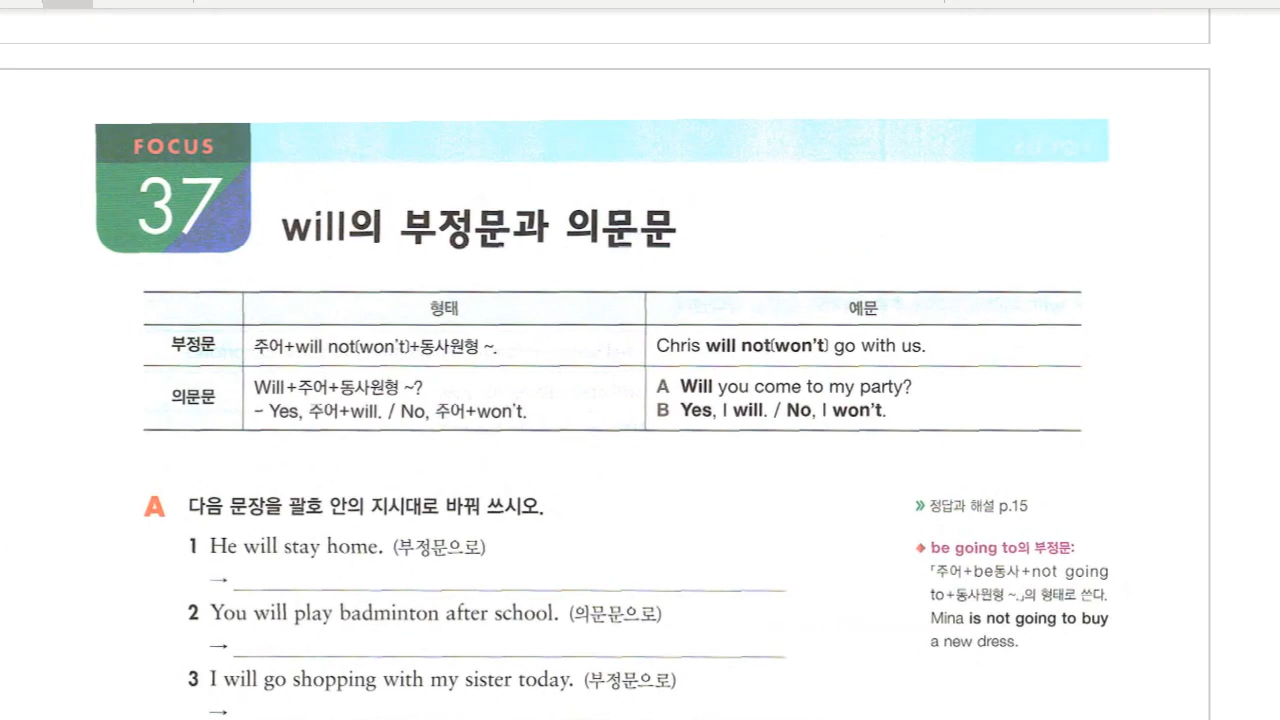 FOCUS
37
will의 부정문과 의문문
형태
예문
부정문
주어+will not(won't)+동사원형 ~.
Chris will not(won't) go with us.
의문문
Will+주어+동사원형 ~?
– Yes, 주어+will. / No, 주어+won't.
A Will you come to my party?
B Yes, I will. / No, I won't.
A 다음 문장을 괄호 안의 지시대로 바꿔 쓰시오.
1 He will stay home. (부정문으로)
→
2 You will play badminton after school. (의문문으로)
→
3 I will go shopping with my sister today. (부정문으로)
→
» 정답과 해설 p.15
◆ be going to의 부정문:
「주어+be동사+not going
to+동사원형 ~.」의 형태로 쓴다.
Mina is not going to buy
a new dress.